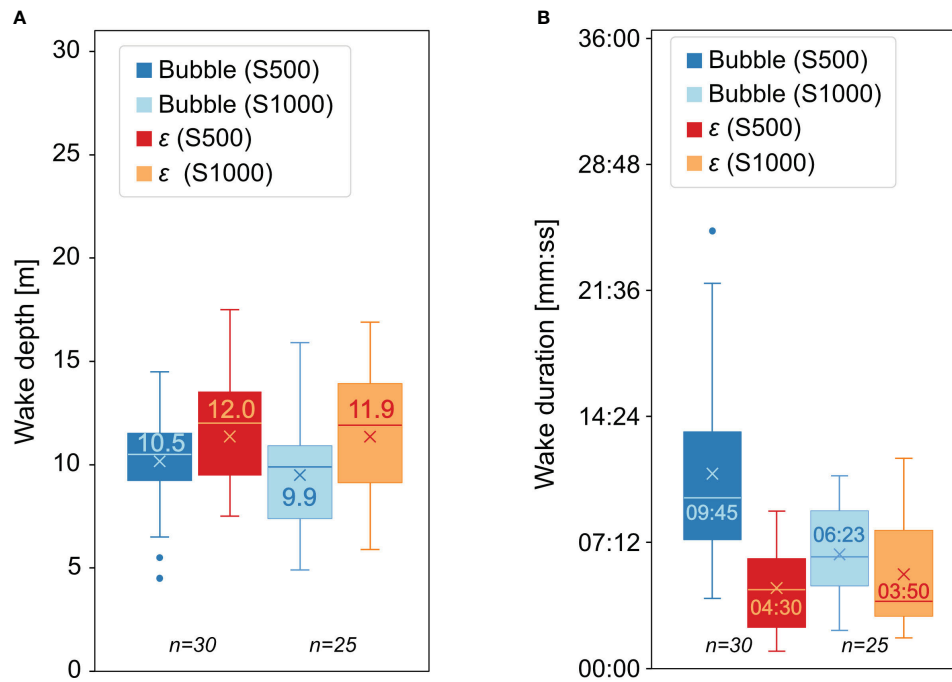 A
Wake depth [m]
30
25
20
15
10
5
0
Bubble (S500)
Bubble (S1000)
ε (S500)
ε (S1000)
10.5
12.0
9.9
11.9
n=30
n=25
B
Wake duration [mm:ss]
36:00
28:48
21:36
14:24
07:12
00:00
Bubble (S500)
Bubble (S1000)
ε (S500)
ε (S1000)
09:45
04:30
06:23
03:50
n=30
n=25